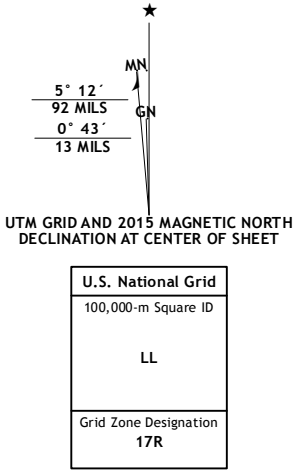 MN
GN
5° 12´
92 MILS
0° 43´
13 MILS
UTM GRID AND 2015 MAGNETIC NORTH
DECLINATION AT CENTER OF SHEET
U.S. National Grid
100,000-m Square ID
LL
Grid Zone Designation
17R